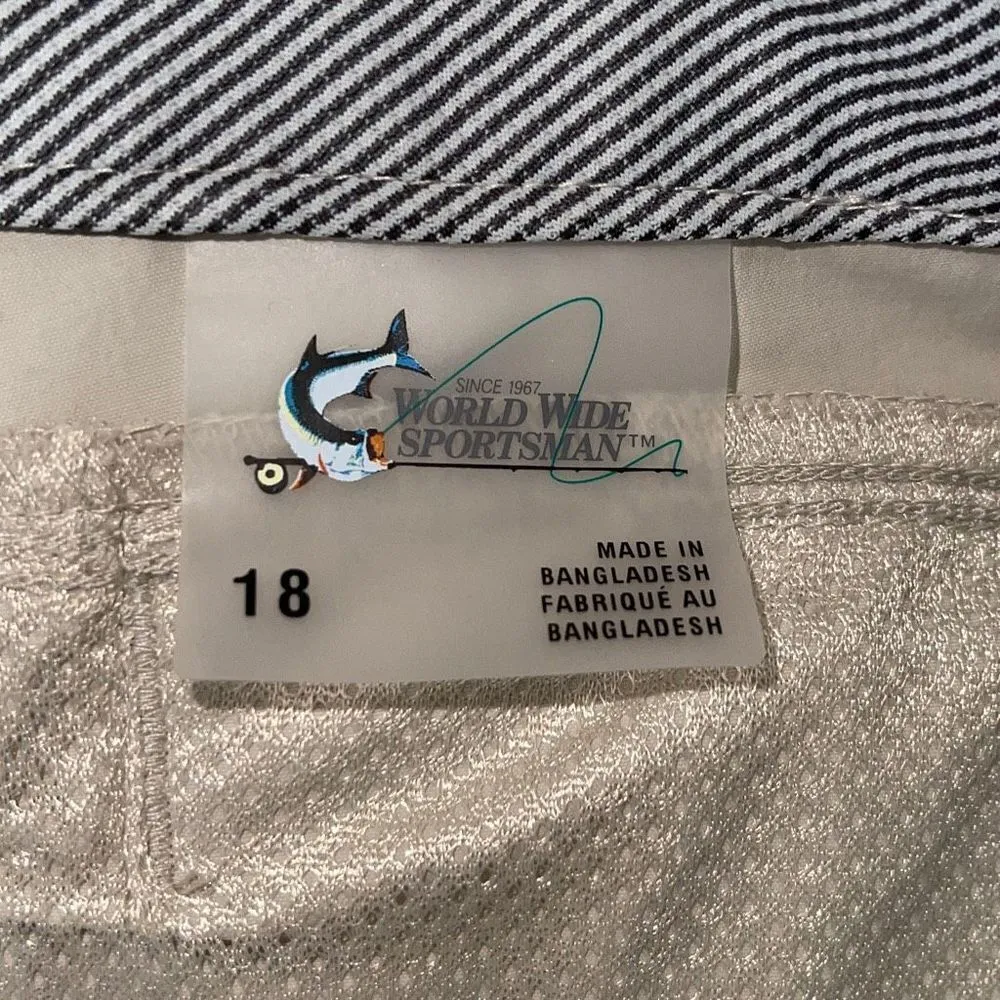 SINCE 1967
WORLD WIDE
SPORTSMAN™
18
MADE IN
BANGLADESH
FABRIQUÉ AU
BANGLADESH